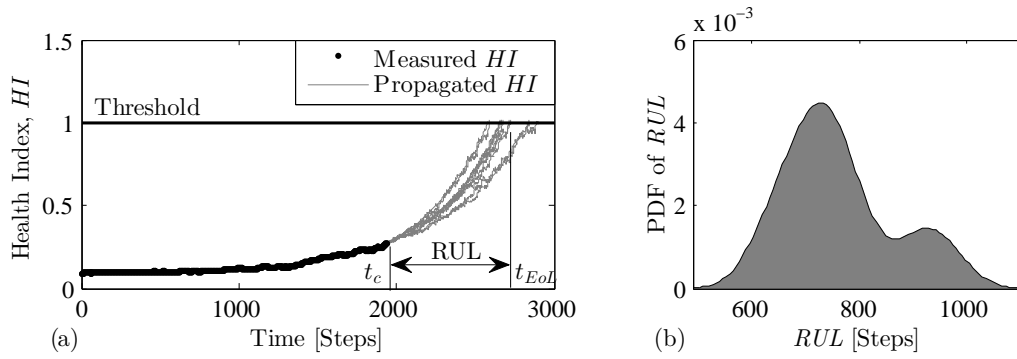 1.5
1
0.5
0
Health Index, HI
Threshold
Measured HI
Propagated HI
RUL
t_c
t_EoL
0
1000
2000
3000
Time [Steps]
(a)
x 10^-3
6
4
2
0
PDF of RUL
600
800
1000
RUL [Steps]
(b)